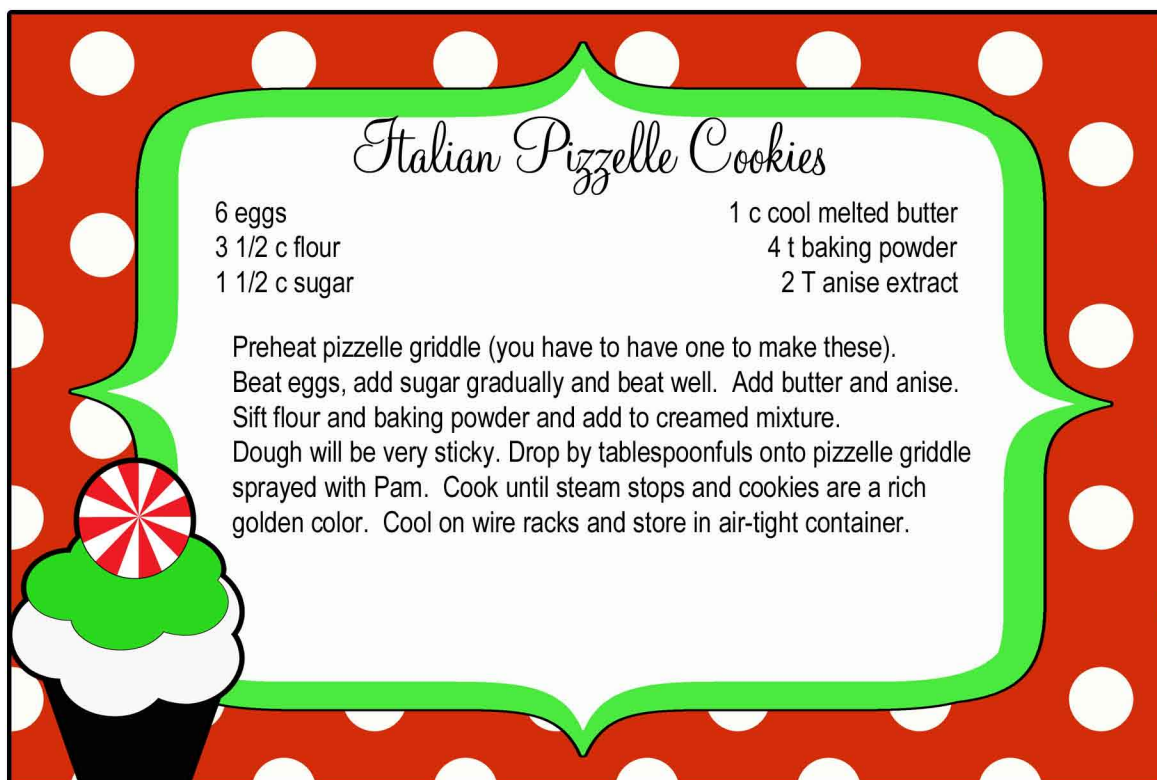 Italian Pizzelle Cookies
6 eggs
3 1/2 c flour
1 1/2 c sugar
1 c cool melted butter
4 t baking powder
2 T anise extract
Preheat pizzelle griddle (you have to have one to make these).
Beat eggs, add sugar gradually and beat well.  Add butter and anise.
Sift flour and baking powder and add to creamed mixture.
Dough will be very sticky. Drop by tablespoonfuls onto pizzelle griddle
sprayed with Pam.  Cook until steam stops and cookies are a rich
golden color.  Cool on wire racks and store in air-tight container.